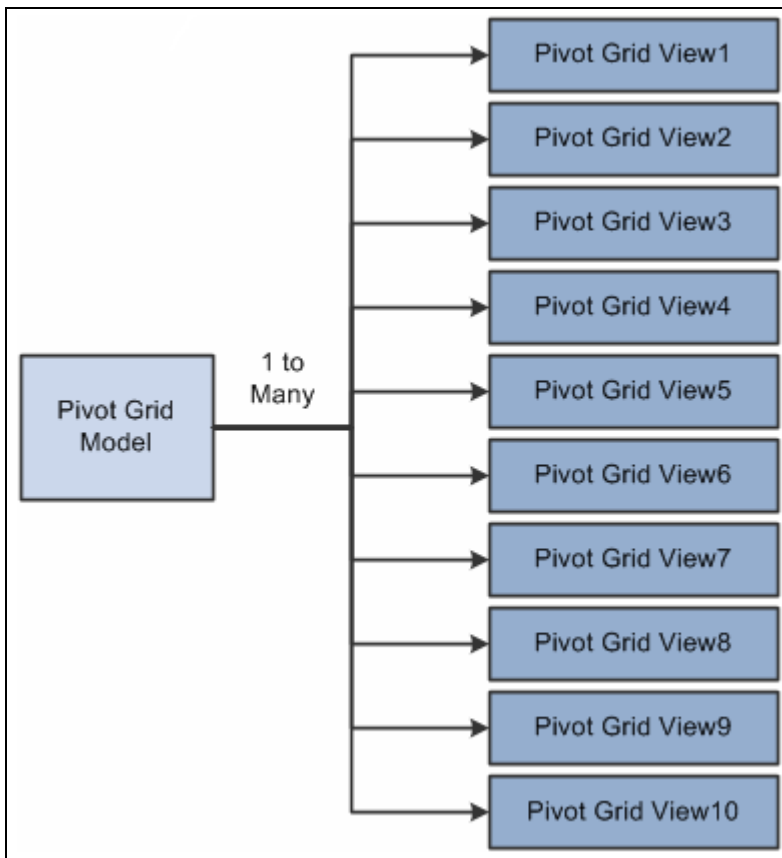 Pivot Grid View1
Pivot Grid View2
Pivot Grid View3
Pivot Grid View4
1 to
Many
Pivot Grid
Model
Pivot Grid View5
Pivot Grid View6
Pivot Grid View7
Pivot Grid View8
Pivot Grid View9
Pivot Grid View10